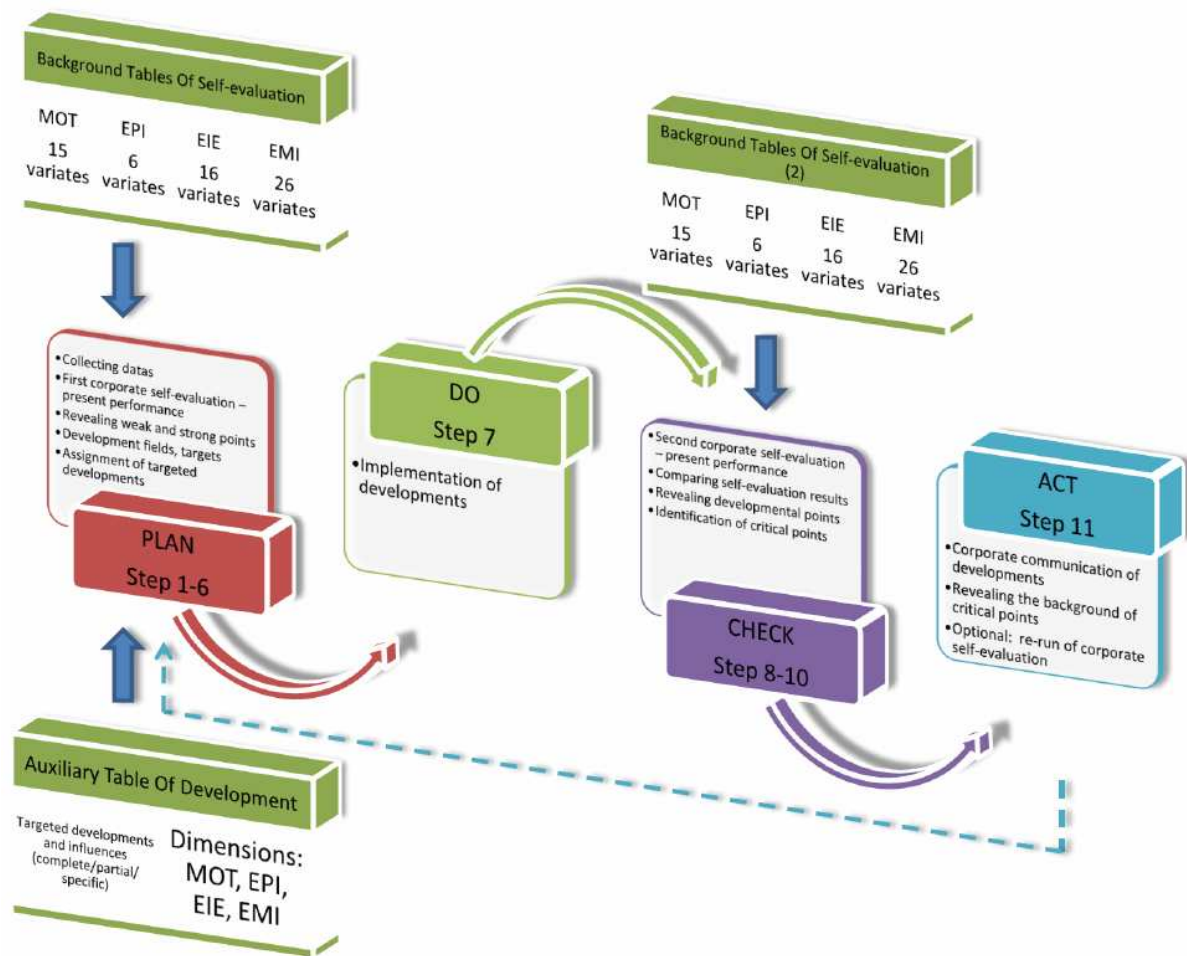 Background Tables Of Self-evaluation
MOT EPI EIE EMI
15 6 16 26
variates variates variates variates
Background Tables Of Self-evaluation
(2)
MOT EPI EIE EMI
15 6 16 26
variates variates variates variates
•Collecting datas
•First corporate self-evaluation –
present performance
•Revealing weak and strong points
•Development fields, targets
•Assignment of targeted
developments
PLAN
Step 1-6
DO
Step 7
•Implementation of
developments
•Second corporate self-evaluation
– present performance
•Comparing self-evaluation results
•Revealing developmental points
•Identification of critical points
CHECK
Step 8-10
ACT
Step 11
•Corporate communication of
developments
•Revealing the background of
critical points
•Optional: re-run of corporate
self-evaluation
Auxiliary Table Of Development
Targeted developments
and influences
(complete/partial/
specific)
Dimensions:
MOT, EPI,
EIE, EMI